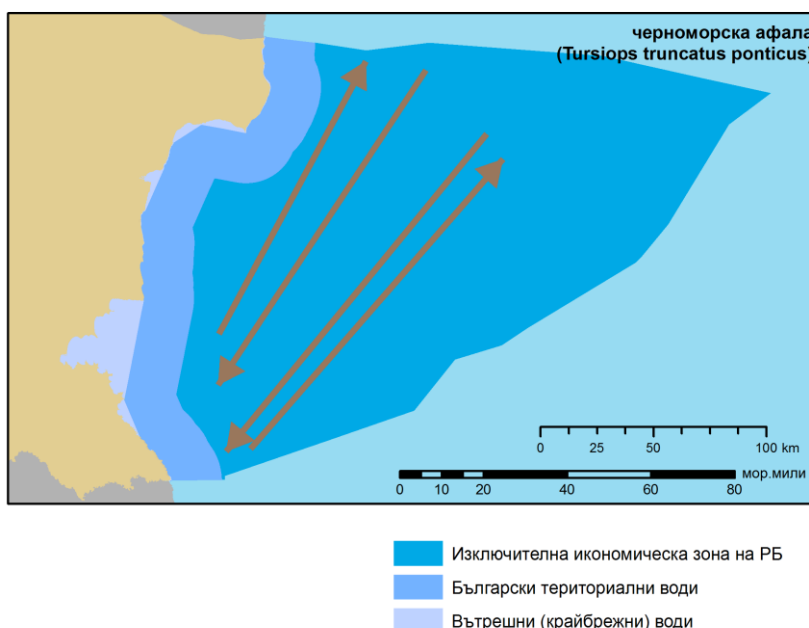 черноморска афала
(Tursiops truncatus ponticus)
0 25 50 100 km
мор.мили
0 10 20 40 60 80
Изключителна икономическа зона на РБ
Български териториални води
Вътрешни (крайбрежни) води